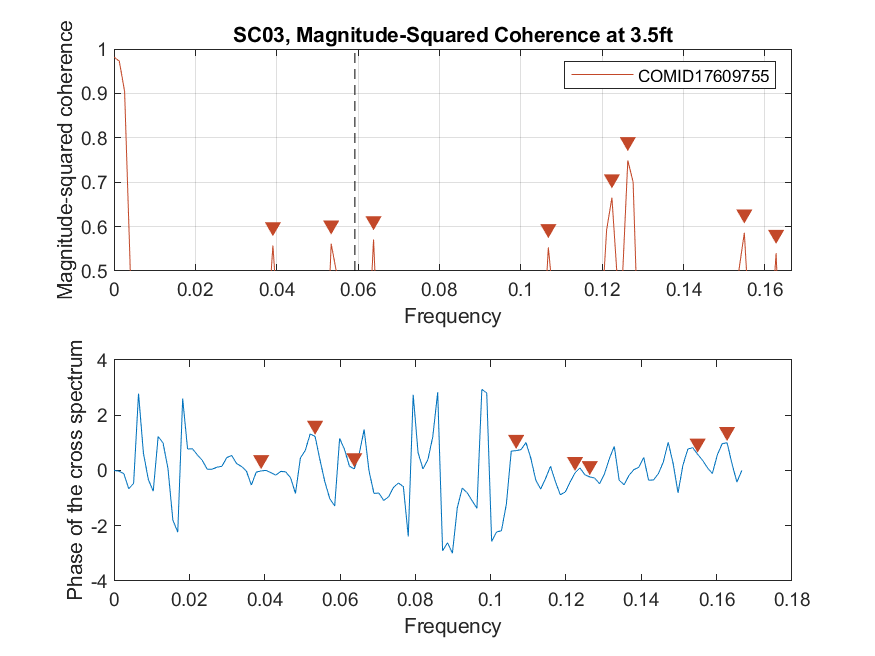 SC03, Magnitude-Squared Coherence at 3.5ft
Magnitude-squared coherence
1
0.9
0.8
0.7
0.6
0.5
COMID17609755
0 0.02 0.04 0.06 0.08 0.1 0.12 0.14 0.16
Frequency
Phase of the cross spectrum
4
2
0
-2
-4
0 0.02 0.04 0.06 0.08 0.1 0.12 0.14 0.16 0.18
Frequency